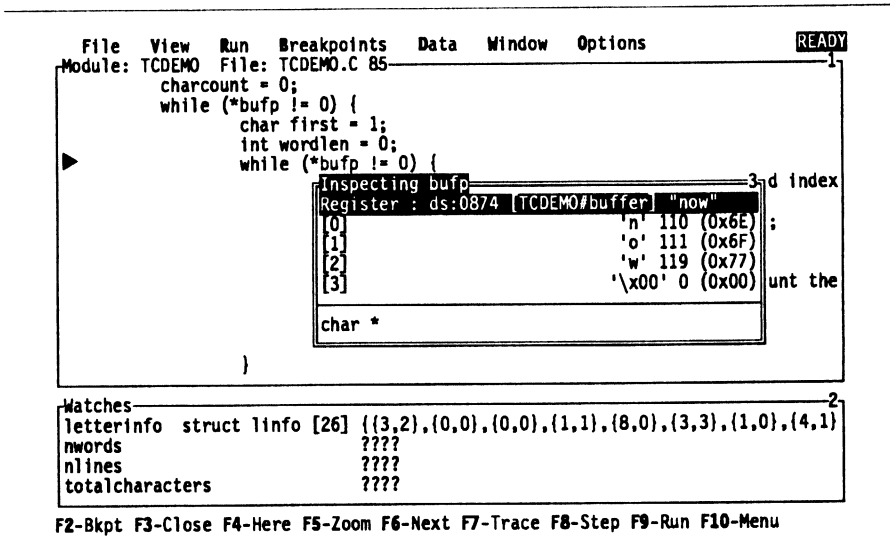 File View Run Breakpoints Data Window Options READY
Module: TCDEMO File: TCDEMO.C 85 1
charcount = 0;
while (*bufp != 0) {
char first = 1;
int wordlen = 0;
while (*bufp != 0) {
Inspecting bufp 3 d index
Register : ds:0874 [TCDEMO#buffer] "now"
[0] 'n' 110 (0x6E) ;
[1] 'o' 111 (0x6F)
[2] 'w' 119 (0x77)
[3] '\x00' 0 (0x00) unt the
char *
}
Watches 2
letterinfo struct linfo [26] {{3,2},{0,0},{0,0},{1,1},{8,0},{3,3},{1,0},{4,1}
nwords ????
nlines ????
totalcharacters ????
F2-Bkpt F3-Close F4-Here F5-Zoom F6-Next F7-Trace F8-Step F9-Run F10-Menu